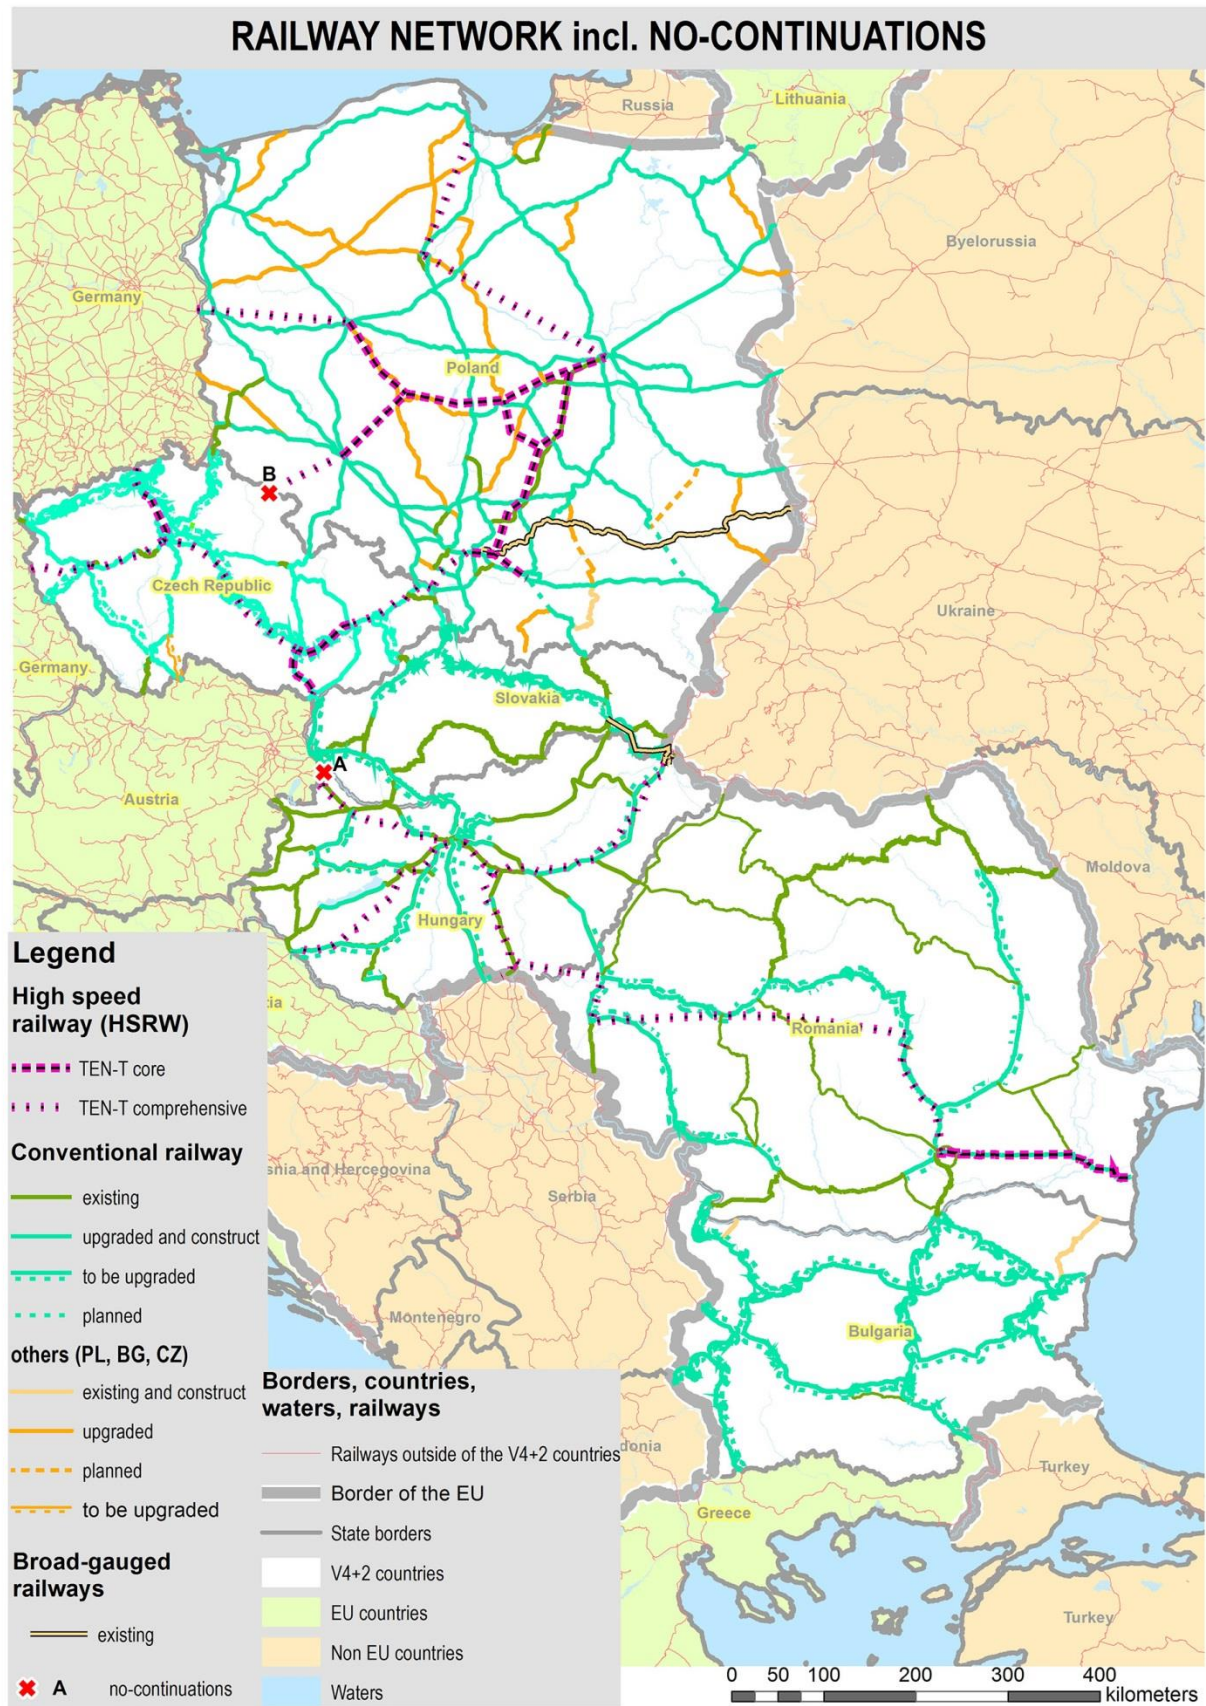 RAILWAY NETWORK incl. NO-CONTINUATIONS
Russia
Lithuania
Byelorussia
Germany
Poland
B
Czech Republic
Ukraine
Germany
Slovakia
A
Austria
Moldova
Hungary
Romania
Serbia
Montenegro
Bulgaria
Turkey
Greece
Turkey
tia
snia and Hercegovina
donia
Legend
High speed
railway (HSRW)
TEN-T core
TEN-T comprehensive
Conventional railway
existing
upgraded and construct
to be upgraded
planned
others (PL, BG, CZ)
existing and construct
upgraded
planned
to be upgraded
Broad-gauged
railways
existing
A no-continuations
Borders, countries,
waters, railways
Railways outside of the V4+2 countries
Border of the EU
State borders
V4+2 countries
EU countries
Non EU countries
Waters
0 50 100 200 300 400
kilometers